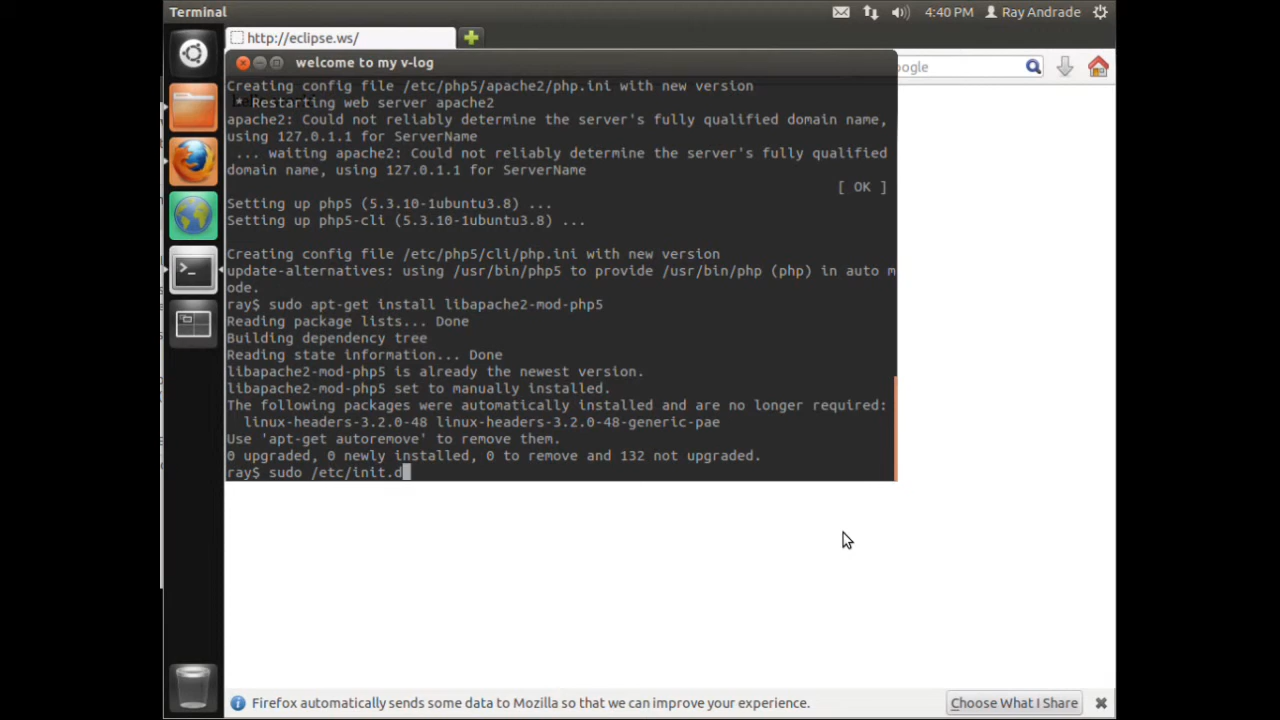 Terminal
4:40 PM
Ray Andrade
http://eclipse.ws/
welcome to my v-log
oogle
Creating config file /etc/php5/apache2/php.ini with new version
* Restarting web server apache2
apache2: Could not reliably determine the server's fully qualified domain name,
using 127.0.1.1 for ServerName
... waiting apache2: Could not reliably determine the server's fully qualified
domain name, using 127.0.1.1 for ServerName
[ OK ]
Setting up php5 (5.3.10-1ubuntu3.8) ...
Setting up php5-cli (5.3.10-1ubuntu3.8) ...
Creating config file /etc/php5/cli/php.ini with new version
update-alternatives: using /usr/bin/php5 to provide /usr/bin/php (php) in auto m
ode.
ray$ sudo apt-get install libapache2-mod-php5
Reading package lists... Done
Building dependency tree
Reading state information... Done
libapache2-mod-php5 is already the newest version.
libapache2-mod-php5 set to manually installed.
The following packages were automatically installed and are no longer required:
linux-headers-3.2.0-48 linux-headers-3.2.0-48-generic-pae
Use 'apt-get autoremove' to remove them.
0 upgraded, 0 newly installed, 0 to remove and 132 not upgraded.
ray$ sudo /etc/init.d
Firefox automatically sends some data to Mozilla so that we can improve your experience.
Choose What I Share